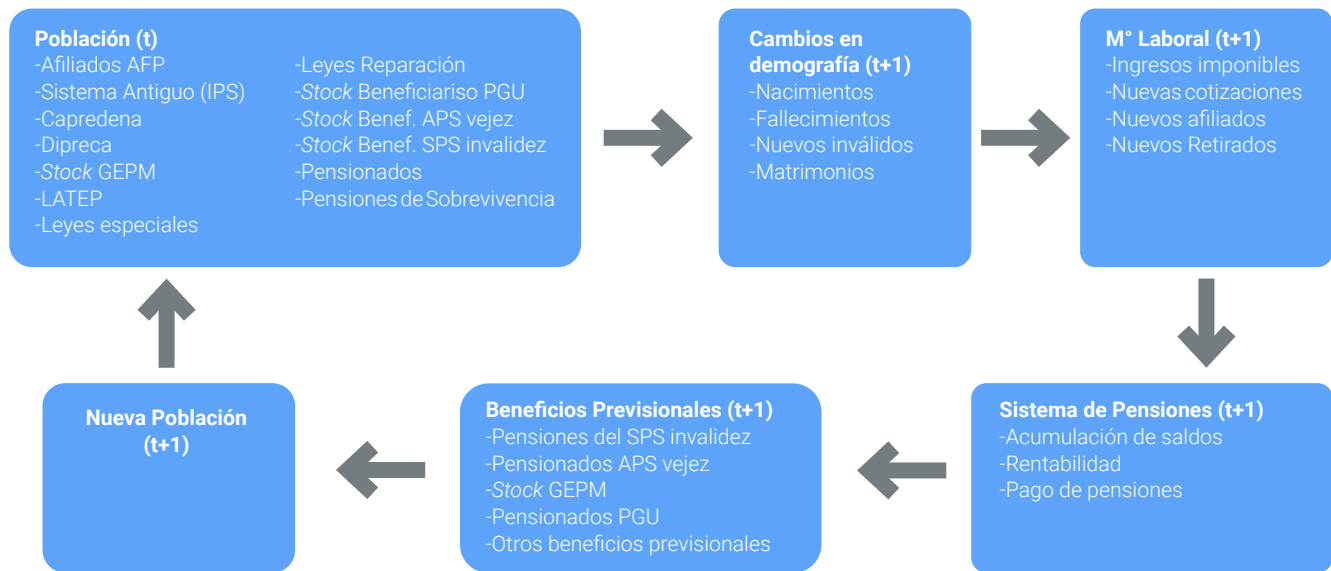 Población (t)
-Afiliados AFP
-Sistema Antiguo (IPS)
-Capredena
-Dipreca
-Stock GEPM
-LATEP
-Leyes especiales
-Leyes Reparación
-Stock Beneficiariso PGU
-Stock Benef. APS vejez
-Stock Benef. SPS invalidez
-Pensionados
-Pensiones de Sobrevivencia
Cambios en
demografía (t+1)
-Nacimientos
-Fallecimientos
-Nuevos inválidos
-Matrimonios
M° Laboral (t+1)
-Ingresos imponibles
-Nuevas cotizaciones
-Nuevos afiliados
-Nuevos Retirados
Sistema de Pensiones (t+1)
-Acumulación de saldos
-Rentabilidad
-Pago de pensiones
Beneficios Previsionales (t+1)
-Pensiones del SPS invalidez
-Pensionados APS vejez
-Stock GEPM
-Pensionados PGU
-Otros beneficios previsionales
Nueva Población
(t+1)